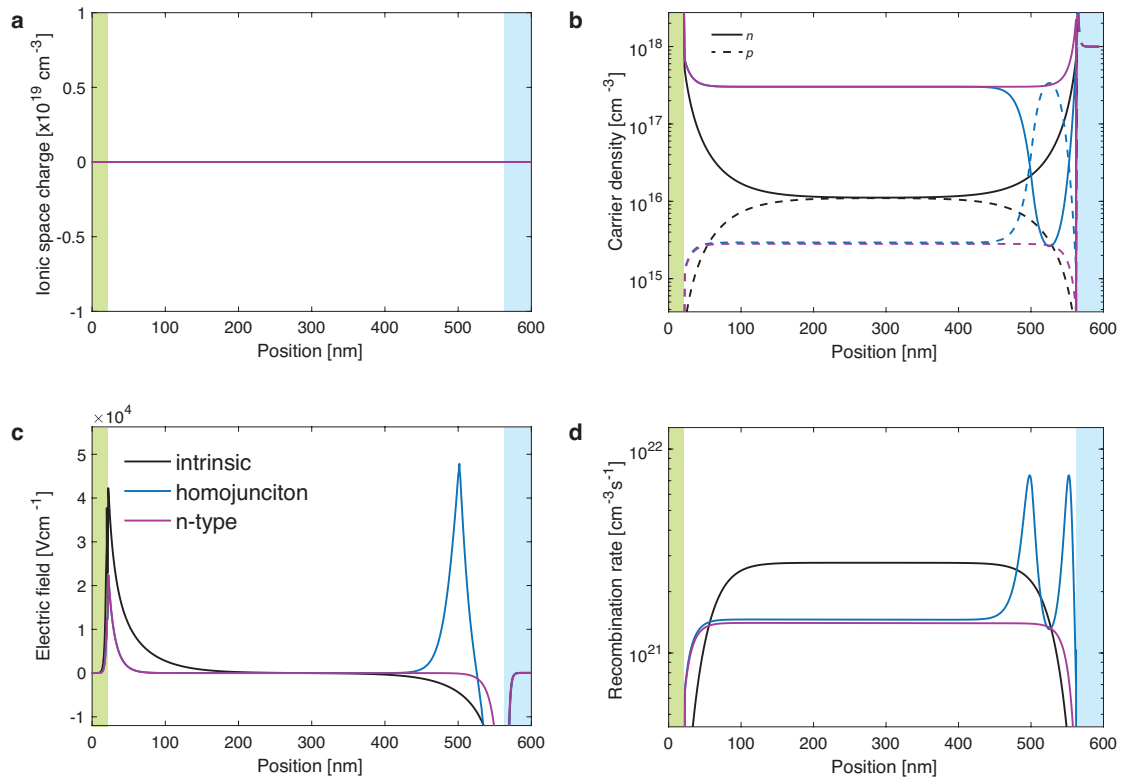 a
Ionic space charge [x10^19 cm^-3]
1
0.5
0
-0.5
-1
0 100 200 300 400 500 600
Position [nm]
b
n
p
Carrier density [cm^-3]
10^18
10^17
10^16
10^15
0 100 200 300 400 500 600
Position [nm]
c
×10^4
intrinsic
homojunciton
n-type
Electric field [Vcm^-1]
5
4
3
2
1
0
-1
0 100 200 300 400 500 600
Position [nm]
d
Recombination rate [cm^-3s^-1]
10^22
10^21
0 100 200 300 400 500 600
Position [nm]